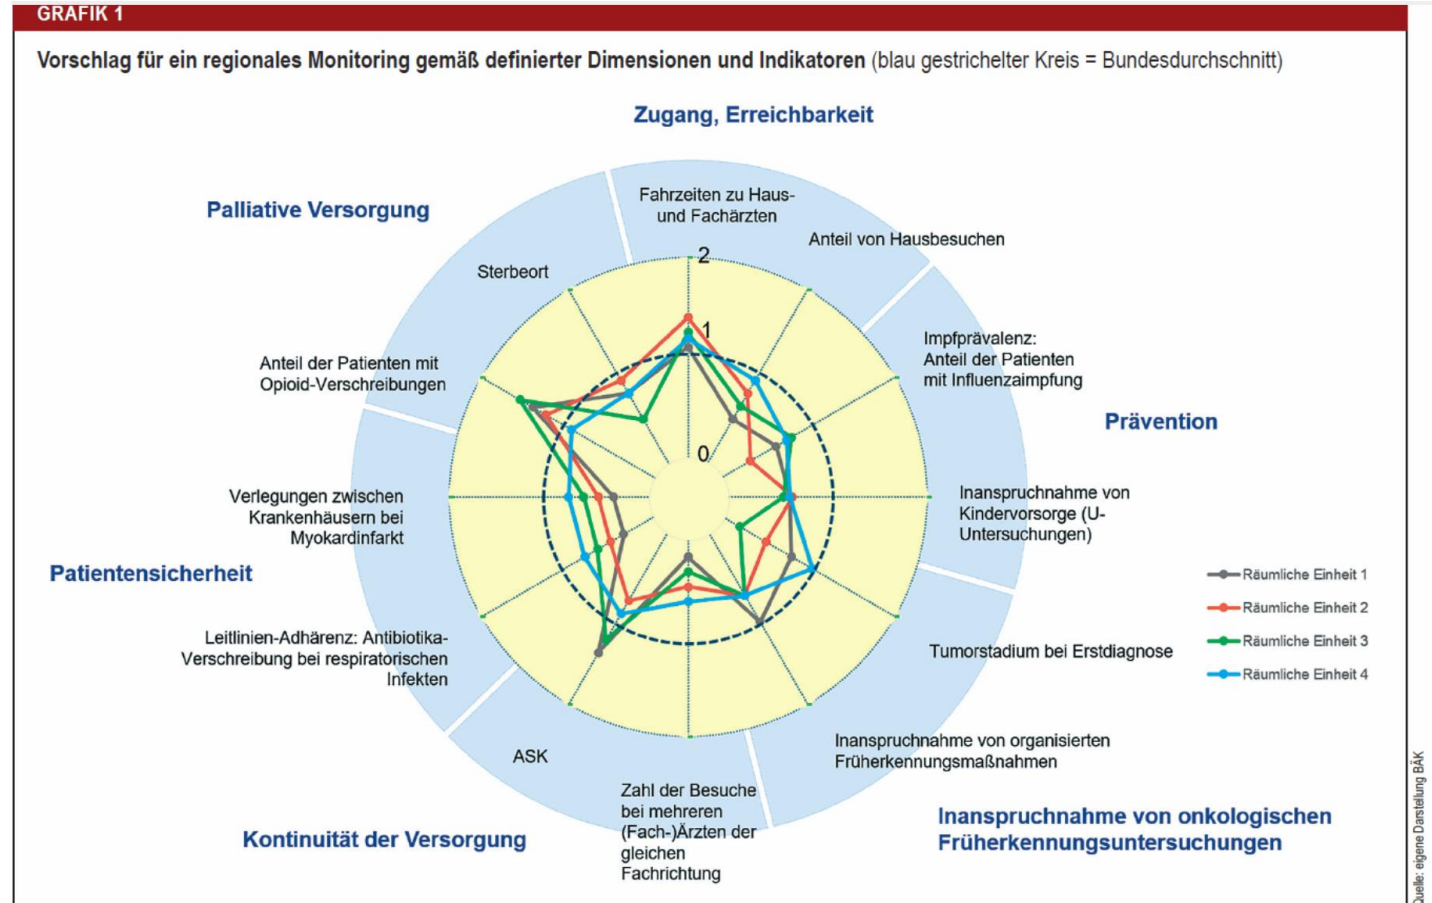 GRAFIK 1
Vorschlag für ein regionales Monitoring gemäß definierter Dimensionen und Indikatoren (blau gestrichelter Kreis = Bundesdurchschnitt)
Zugang, Erreichbarkeit
Fahrzeiten zu Haus-
und Fachärzten
Anteil von Hausbesuchen
Palliative Versorgung
Sterbeort
Anteil der Patienten mit
Opioid-Verschreibungen
2
1
0
Impfprävalenz:
Anteil der Patienten
mit Influenzaimpfung
Prävention
Inanspruchnahme von
Kindervorsorge (U-
Untersuchungen)
Verlegungen zwischen
Krankenhäusern bei
Myokardinfarkt
Patientensicherheit
Leitlinien-Adhärenz: Antibiotika-
Verschreibung bei respiratorischen
Infekten
Räumliche Einheit 1
Räumliche Einheit 2
Räumliche Einheit 3
Räumliche Einheit 4
Tumorstadium bei Erstdiagnose
Inanspruchnahme von organisierten
Früherkennungsmaßnahmen
ASK
Zahl der Besuche
bei mehreren
(Fach-)Ärzten der
gleichen
Fachrichtung
Kontinuität der Versorgung
Inanspruchnahme von onkologischen
Früherkennungsuntersuchungen
Quelle: eigene Darstellung BÄK